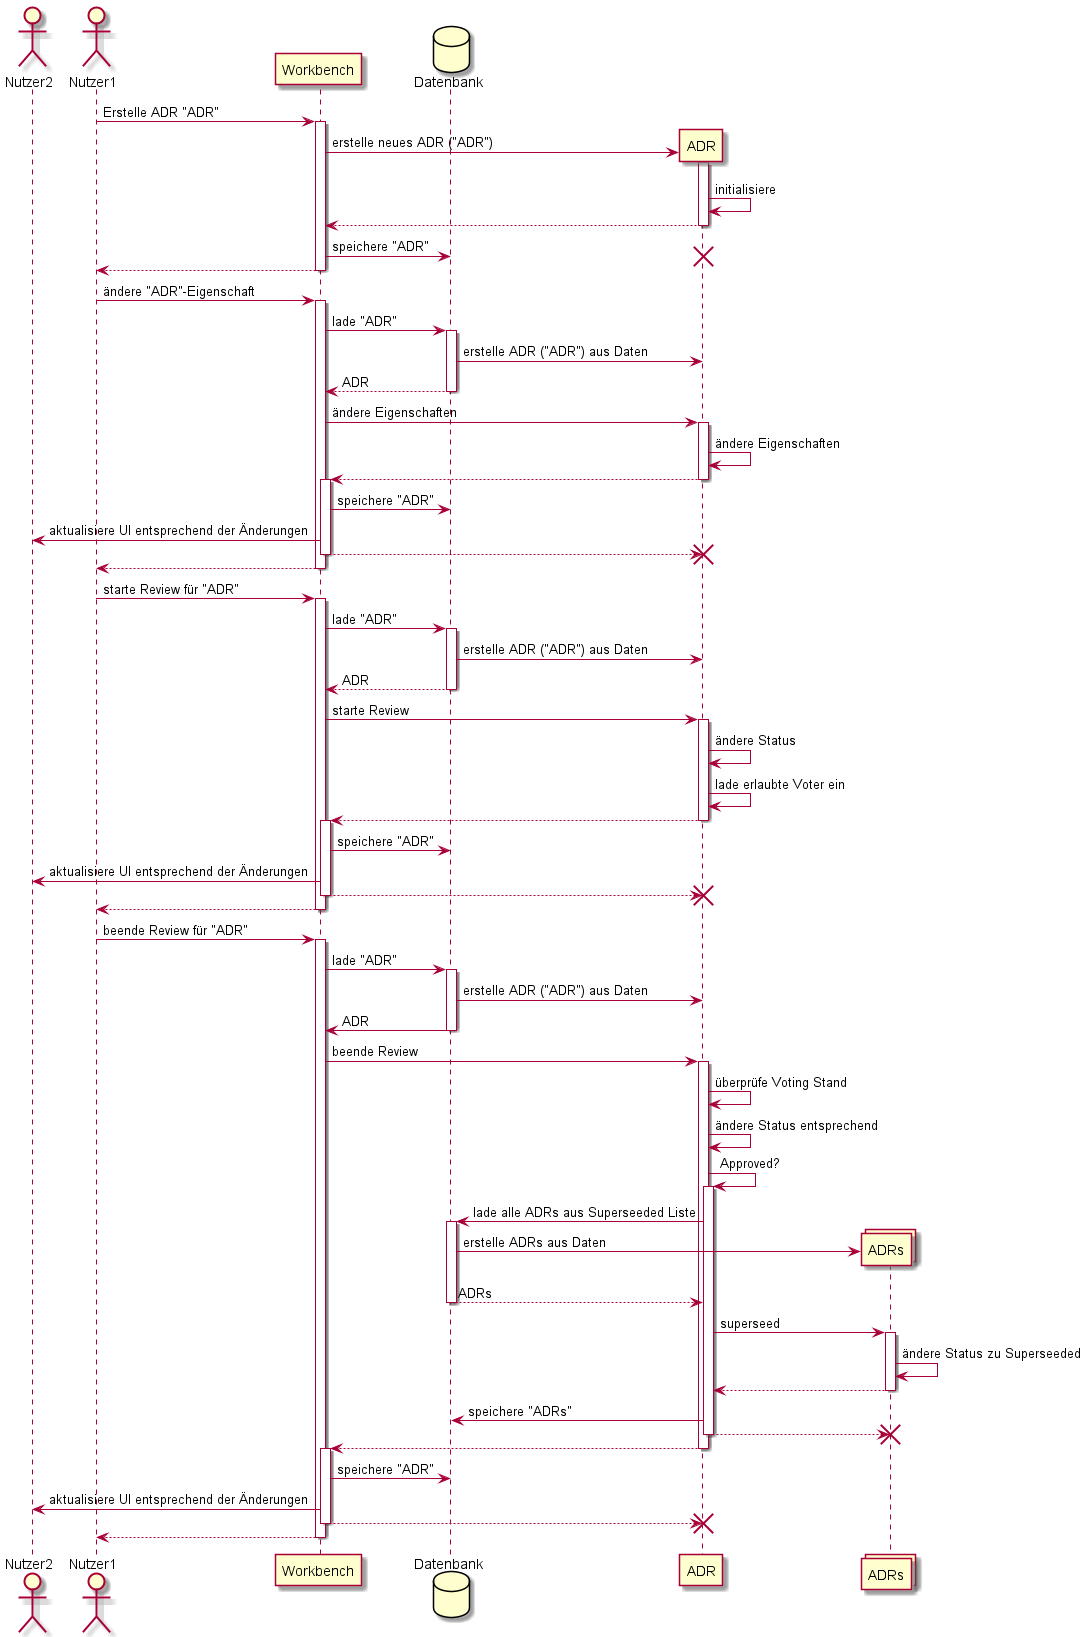 Nutzer2
Nutzer1
Workbench
Datenbank
Erstelle ADR "ADR"
erstelle neues ADR ("ADR")
ADR
initialisiere
speichere "ADR"
ändere "ADR"-Eigenschaft
lade "ADR"
erstelle ADR ("ADR") aus Daten
ADR
ändere Eigenschaften
ändere Eigenschaften
speichere "ADR"
aktualisiere UI entsprechend der Änderungen
starte Review für "ADR"
lade "ADR"
erstelle ADR ("ADR") aus Daten
ADR
starte Review
ändere Status
lade erlaubte Voter ein
speichere "ADR"
aktualisiere UI entsprechend der Änderungen
beende Review für "ADR"
lade "ADR"
erstelle ADR ("ADR") aus Daten
ADR
beende Review
überprüfe Voting Stand
ändere Status entsprechend
Approved?
lade alle ADRs aus Superseeded Liste
erstelle ADRs aus Daten
ADRs
ADRs
superseed
ändere Status zu Superseeded
speichere "ADRs"
speichere "ADR"
aktualisiere UI entsprechend der Änderungen
Nutzer2
Nutzer1
Workbench
Datenbank
ADR
ADRs